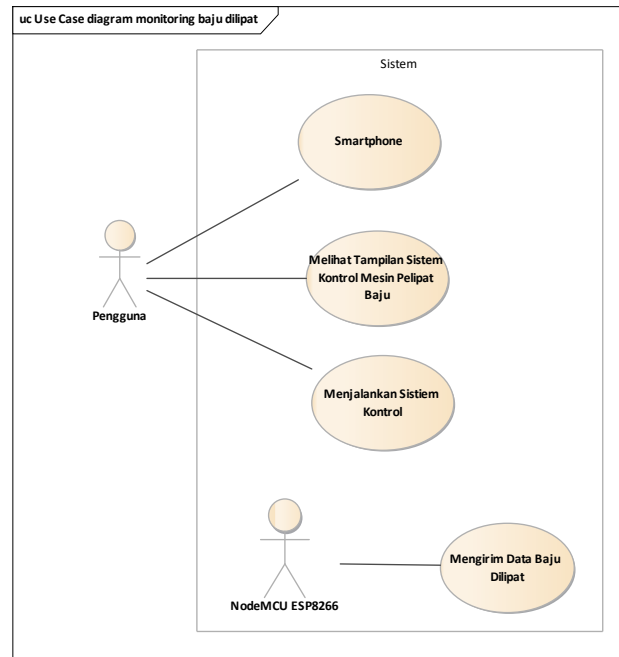 uc Use Case diagram monitoring baju dilipat
Sistem
Smartphone
Melihat Tampilan Sistem
Kontrol Mesin Pelipat
Baju
Pengguna
Menjalankan Sistiem
Kontrol
Mengirim Data Baju
Dilipat
NodeMCU ESP8266